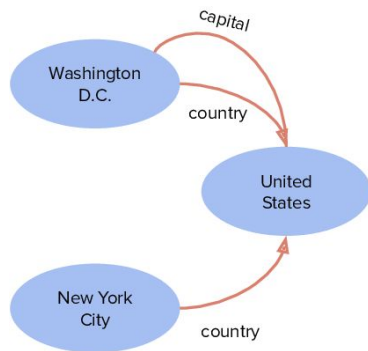 capital
Washington
D.C.
country
United
States
New York
City
country